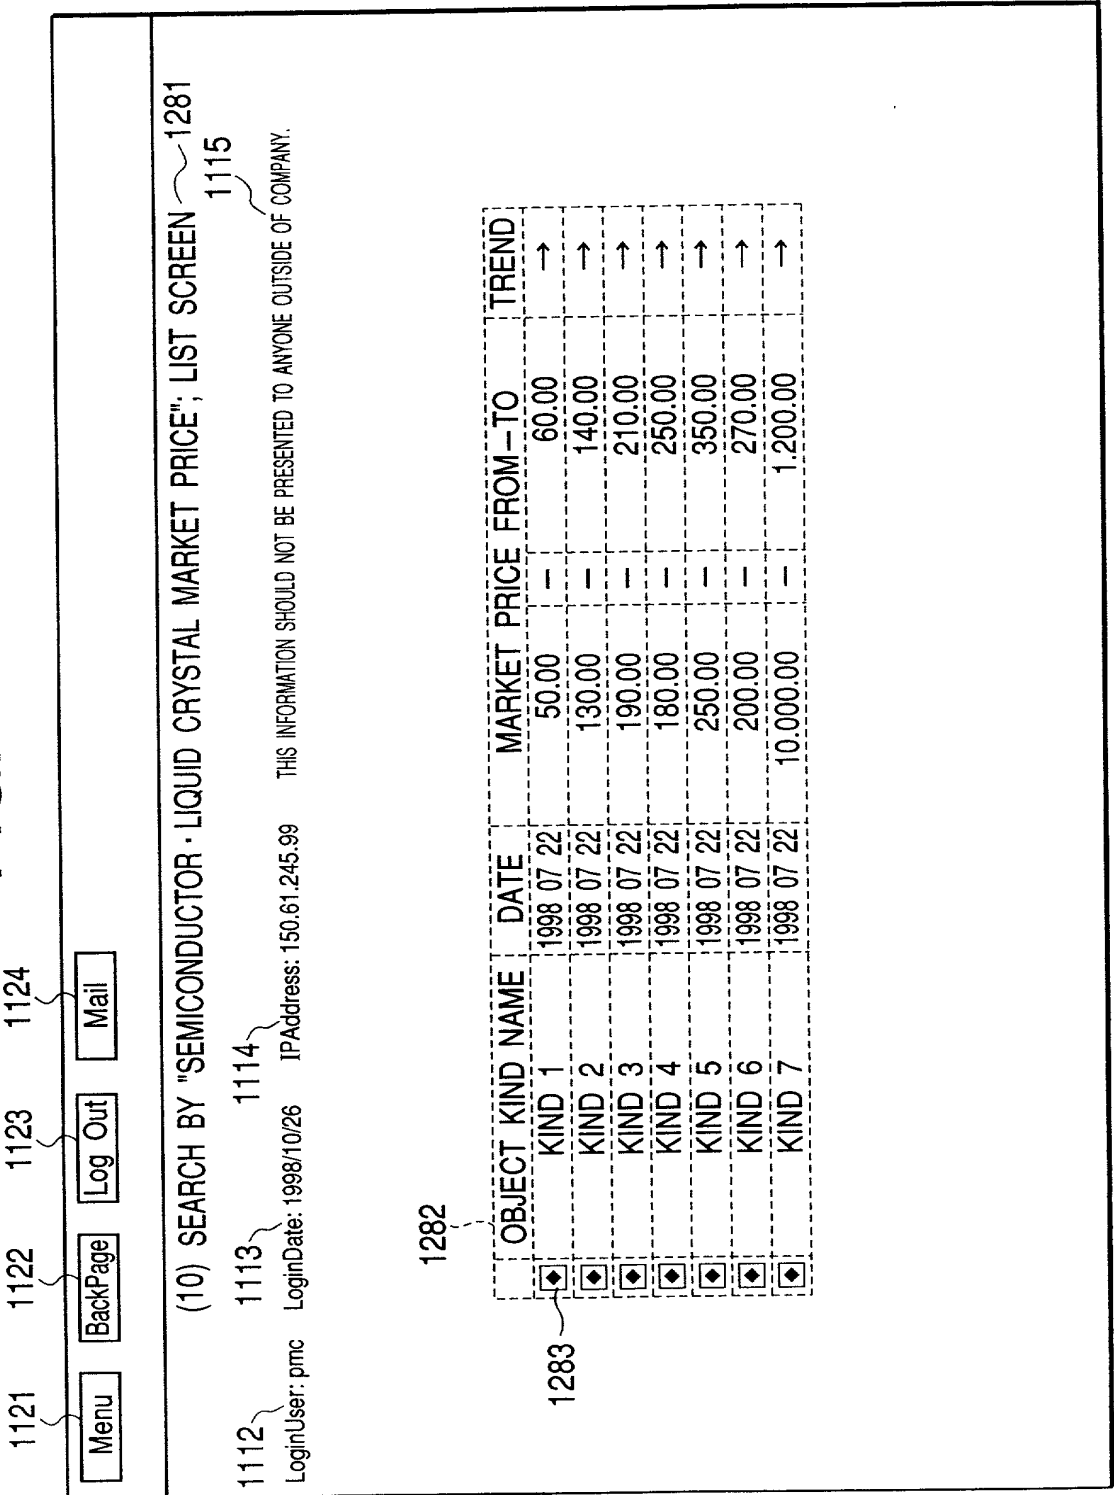 1121 1122 1123 1124
Menu BackPage Log Out Mail
(10) SEARCH BY "SEMICONDUCTOR · LIQUID CRYSTAL MARKET PRICE"; LIST SCREEN 1281
1112 1113 1114 1115
LoginUser: pmc LoginDate: 1998/10/26 IPAddress: 150.61.245.99 THIS INFORMATION SHOULD NOT BE PRESENTED TO ANYONE OUTSIDE OF COMPANY.
1282
OBJECT KIND NAME DATE MARKET PRICE FROM–TO TREND
KIND 1 1998 07 22 50.00 – 60.00 →
KIND 2 1998 07 22 130.00 – 140.00 →
KIND 3 1998 07 22 190.00 – 210.00 →
KIND 4 1998 07 22 180.00 – 250.00 →
KIND 5 1998 07 22 250.00 – 350.00 →
KIND 6 1998 07 22 200.00 – 270.00 →
KIND 7 1998 07 22 10.000.00 – 1.200.00 →
1283